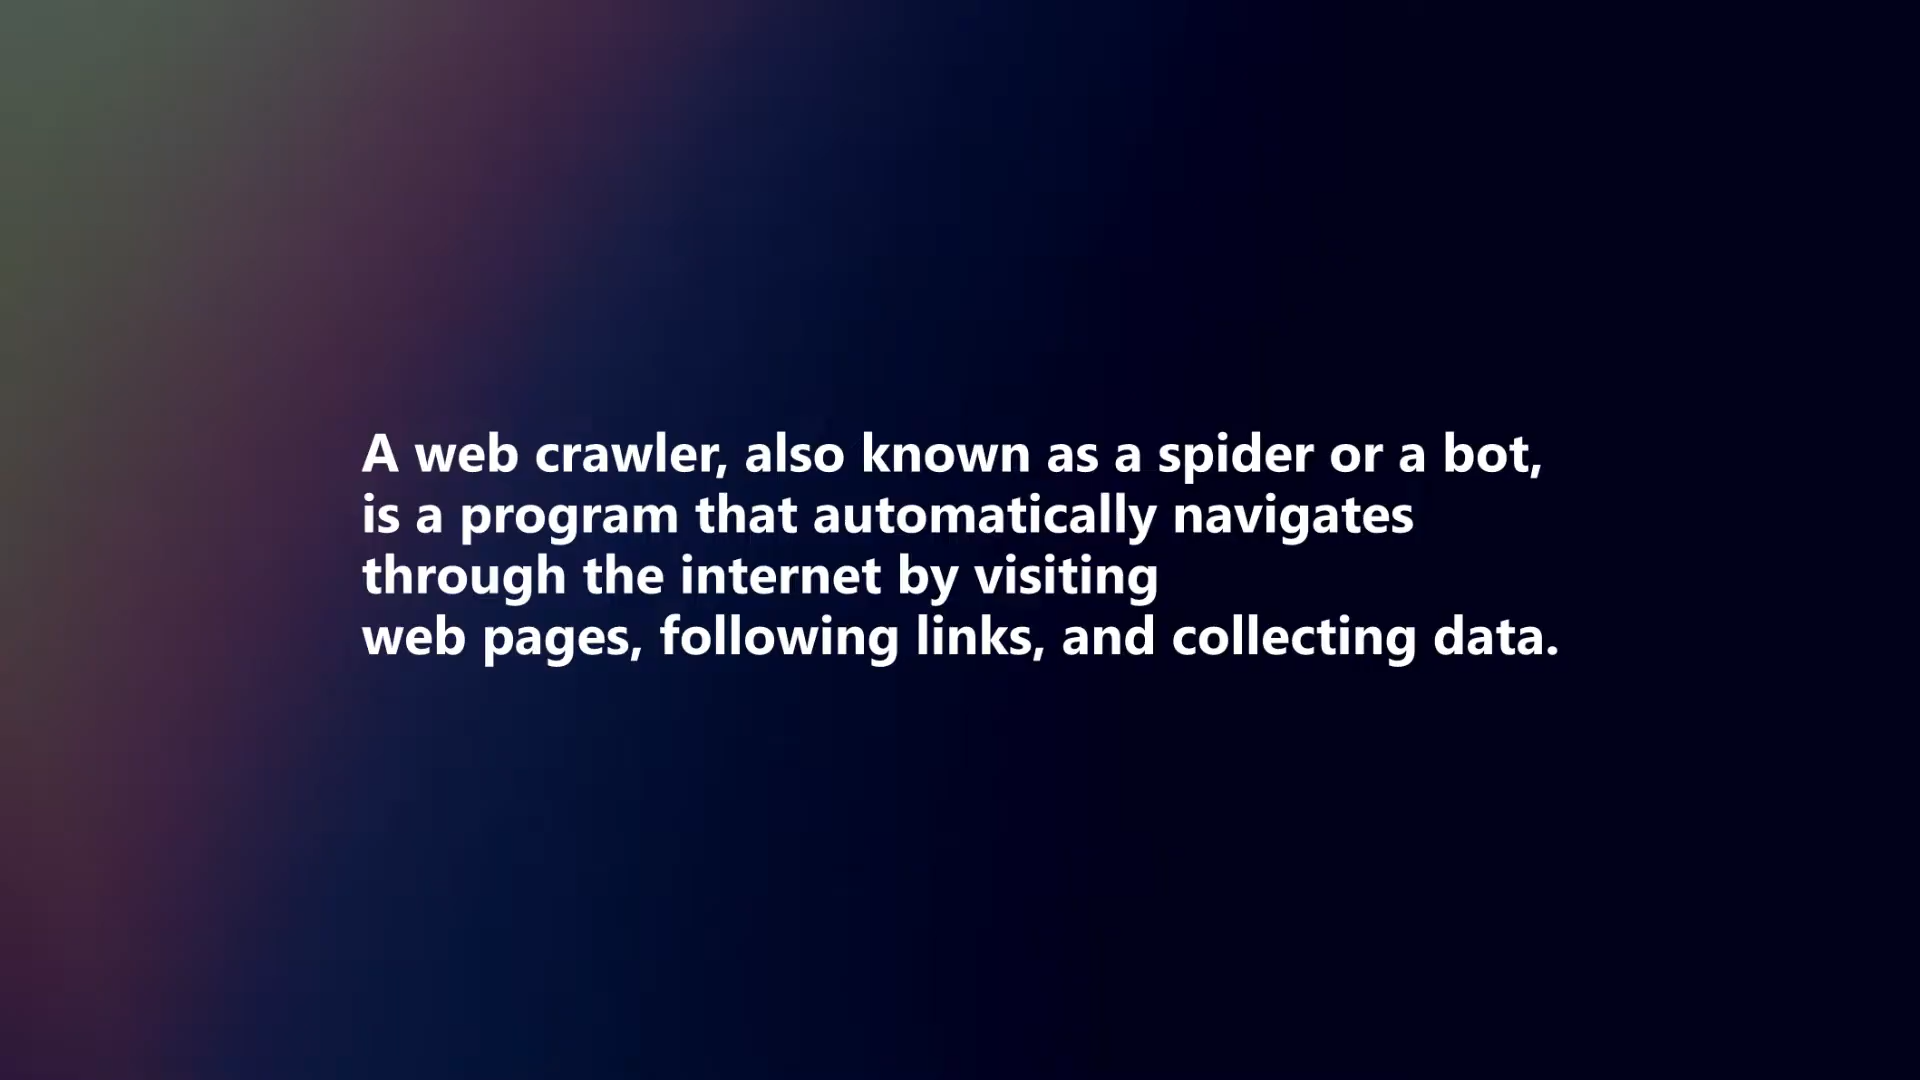 A web crawler, also known as a spider or a bot,
is a program that automatically navigates
through the internet by visiting
web pages, following links, and collecting data.